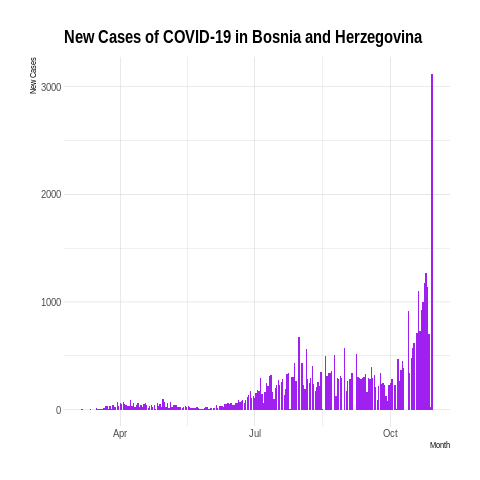 New Cases of COVID-19 in Bosnia and Herzegovina
New Cases
3000
2000
1000
0
Apr
Jul
Oct
Month